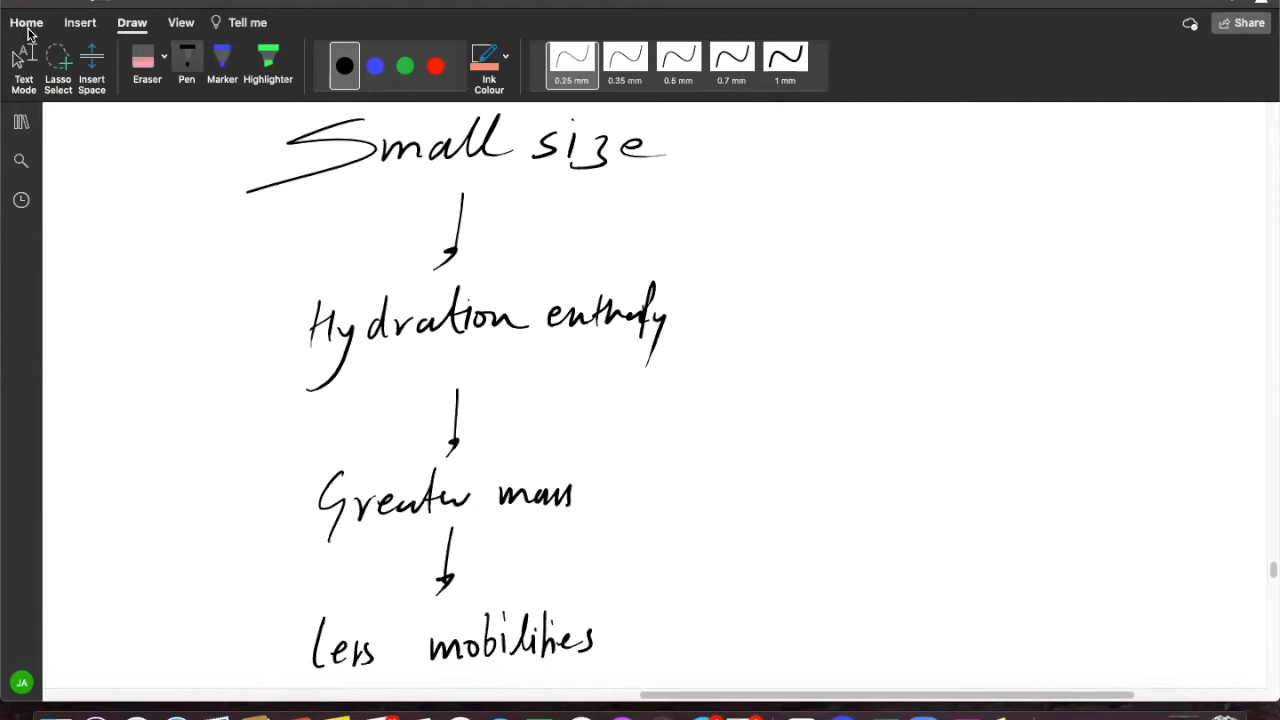 Home Insert Draw View Tell me Share
Text Mode Lasso Select Insert Space Eraser Pen Marker Highlighter Ink Colour 0.25 mm 0.35 mm 0.5 mm 0.7 mm 1 mm
Small size
Hydration enthalpy
Greater mass
Less mobilities
JA